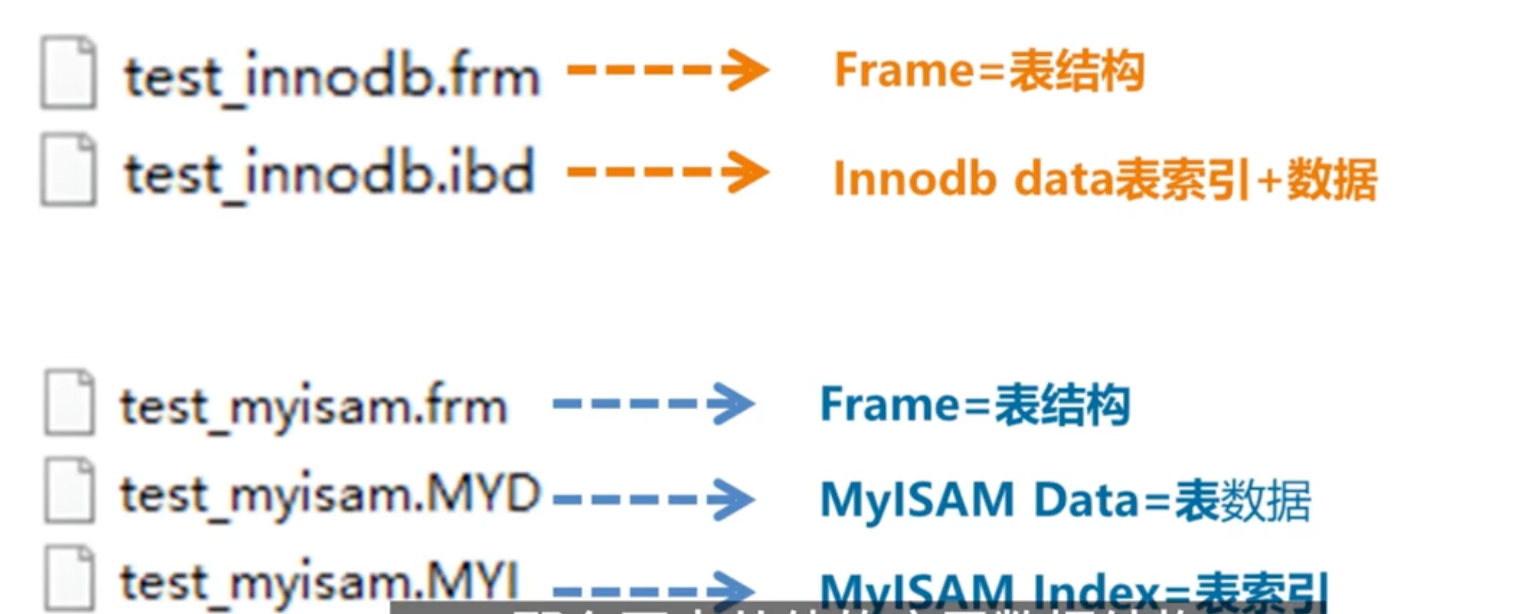 test_innodb.frm Frame=表结构
test_innodb.ibd Innodb data表索引+数据
test_myisam.frm Frame=表结构
test_myisam.MYD MyISAM Data=表数据
test_myisam.MYI MyISAM Index=表索引